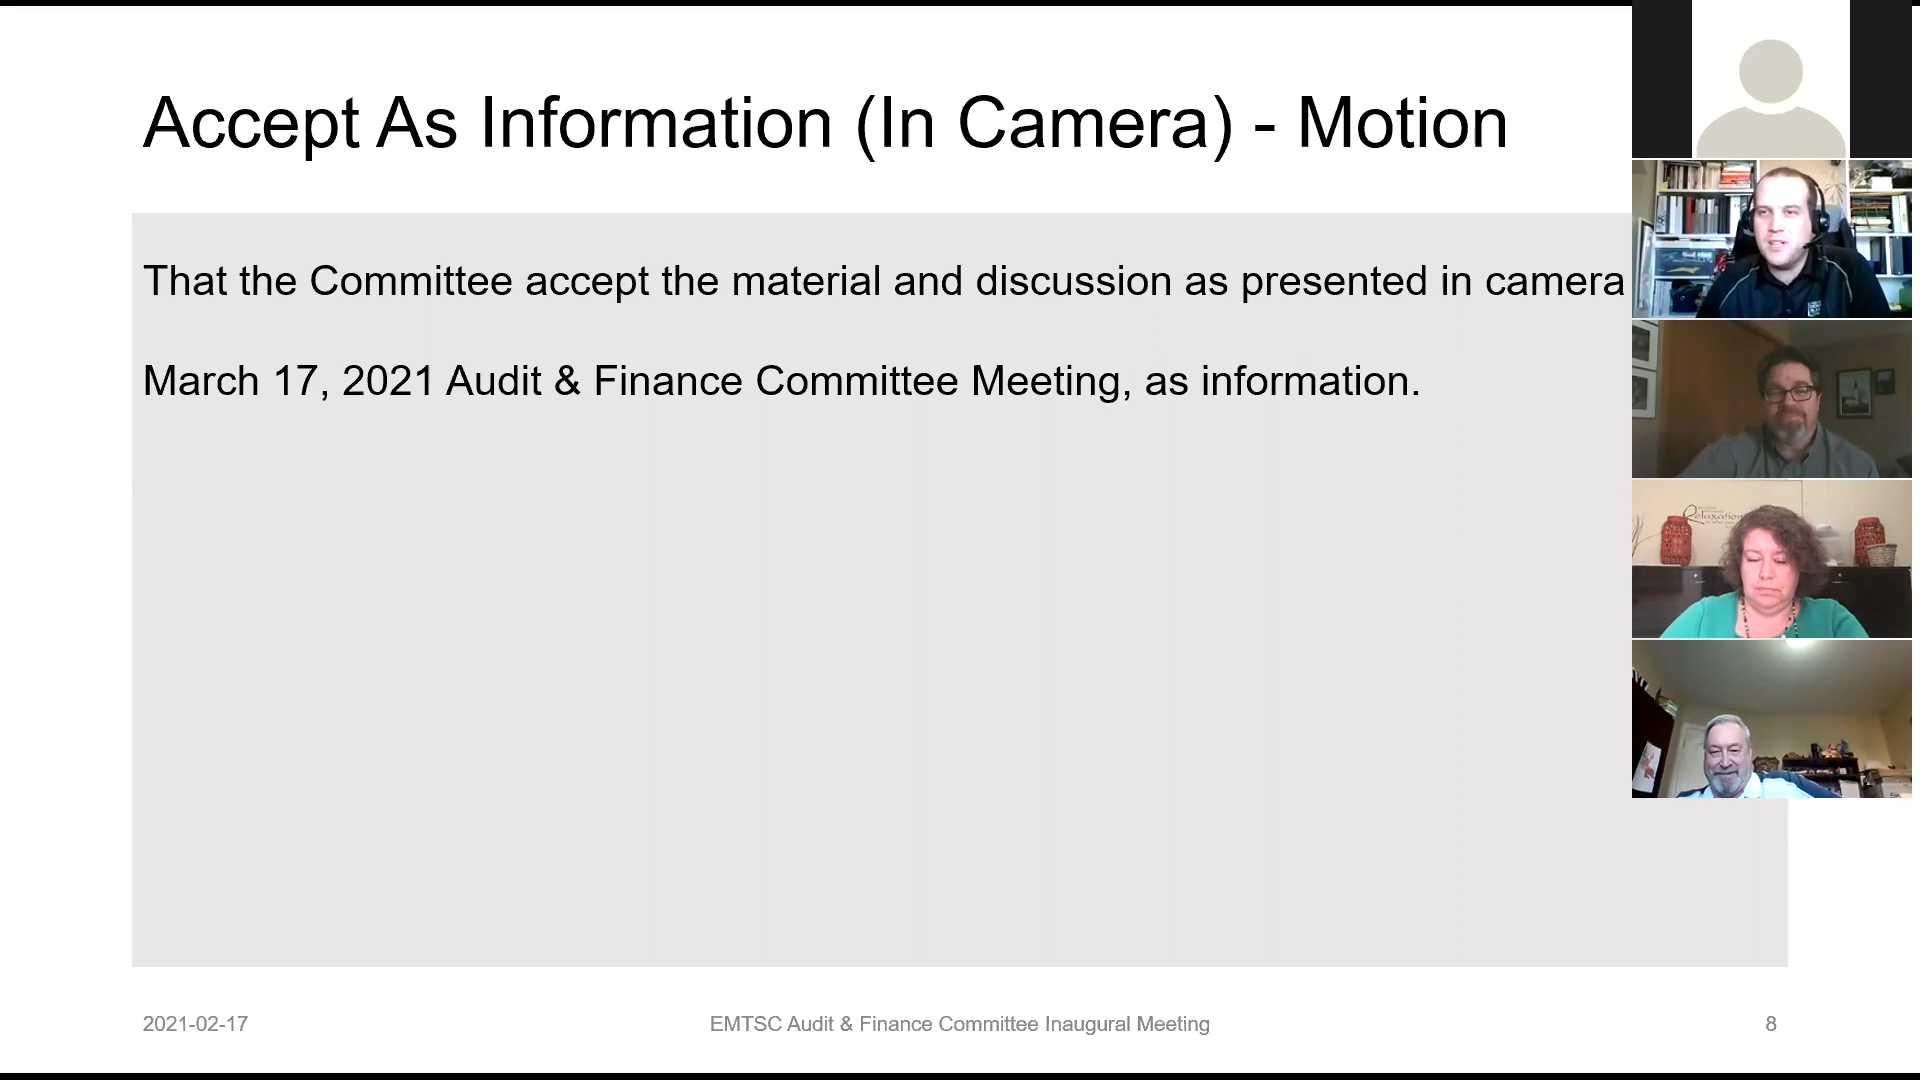 Accept As Information (In Camera) - Motion
That the Committee accept the material and discussion as presented in camera
March 17, 2021 Audit & Finance Committee Meeting, as information.
Relaxation
2021-02-17
EMTSC Audit & Finance Committee Inaugural Meeting
8